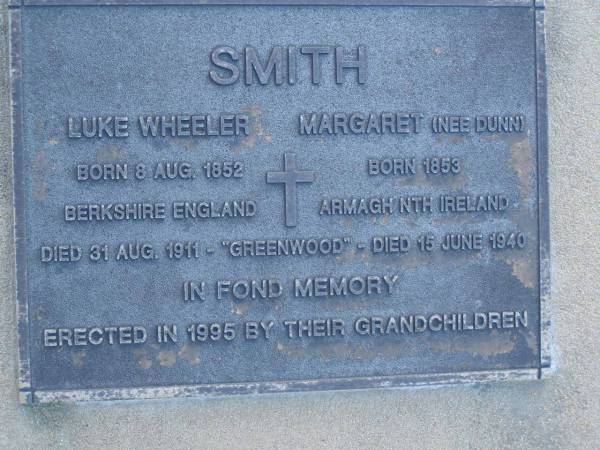 SMITH
LUKE WHEELER MARGARET (NEE DUNN)
BORN 8 AUG. 1852 BORN 1853
BERKSHIRE ENGLAND ARMAGH NTH IRELAND
DIED 31 AUG. 1911 - "GREENWOOD" - DIED 15 JUNE 1940
IN FOND MEMORY
ERECTED IN 1995 BY THEIR GRANDCHILDREN